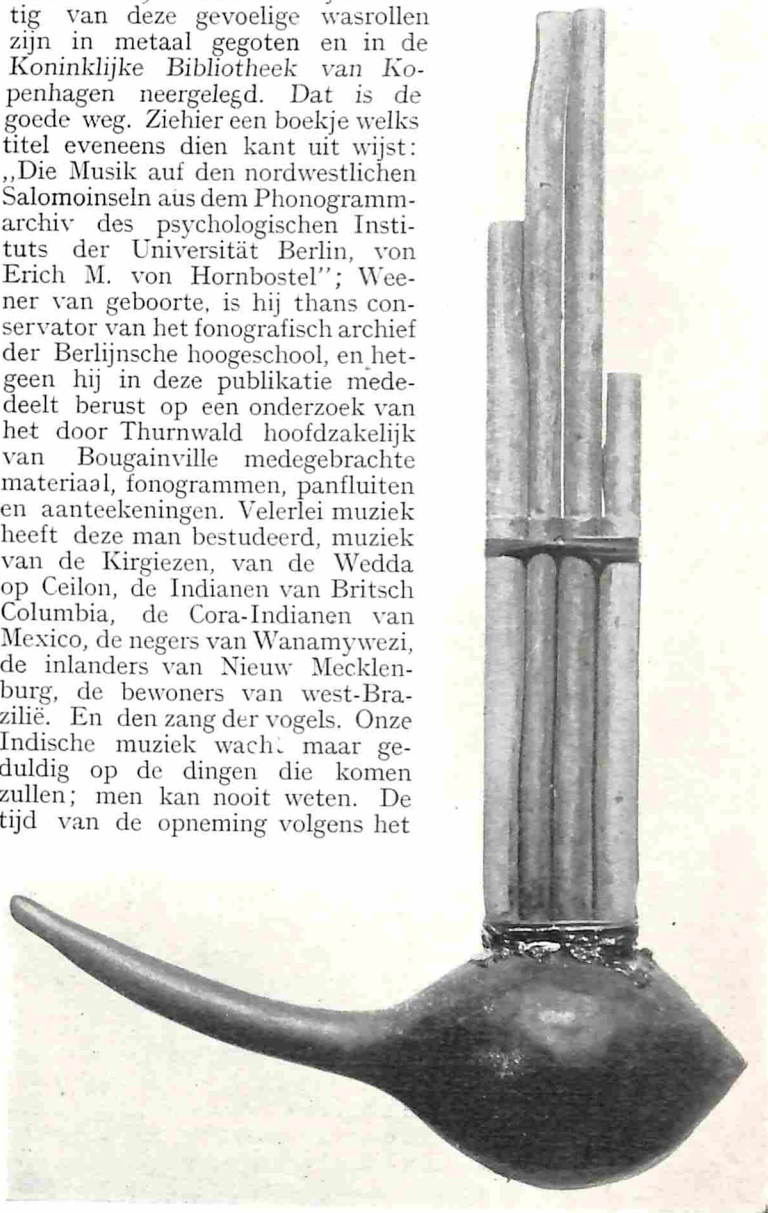 tig van deze gevoelige wasrollen
zijn in metaal gegoten en in de
Koninklijke Bibliotheek van Ko-
penhagen neergelegd. Dat is de
goede weg. Ziehier een boekje welks
titel eveneens dien kant uit wijst:
„Die Musik auf den nordwestlichen
Salomoinseln aus dem Phonogramm-
archiv des psychologischen Insti-
tuts der Universität Berlin, von
Erich M. von Hornbostel”; Wee-
ner van geboorte, is hij thans con-
servator van het fonografisch archief
der Berlijnsche hoogeschool, en het-
geen hij in deze publikatie mede-
deelt berust op een onderzoek van
het door Thurnwald hoofdzakelijk
van Bougainville medegebrachte
materiaal, fonogrammen, panfluiten
en aanteekeningen. Velerlei muziek
heeft deze man bestudeerd, muziek
van de Kirgiezen, van de Wedda
op Ceilon, de Indianen van Britsch
Columbia, de Cora-Indianen van
Mexico, de negers van Wanamywezi,
de inlanders van Nieuw Mecklen-
burg, de bewoners van west-Bra-
zilië. En den zang der vogels. Onze
Indische muziek wacht maar ge-
duldig op de dingen die komen
zullen; men kan nooit weten. De
tijd van de opneming volgens het